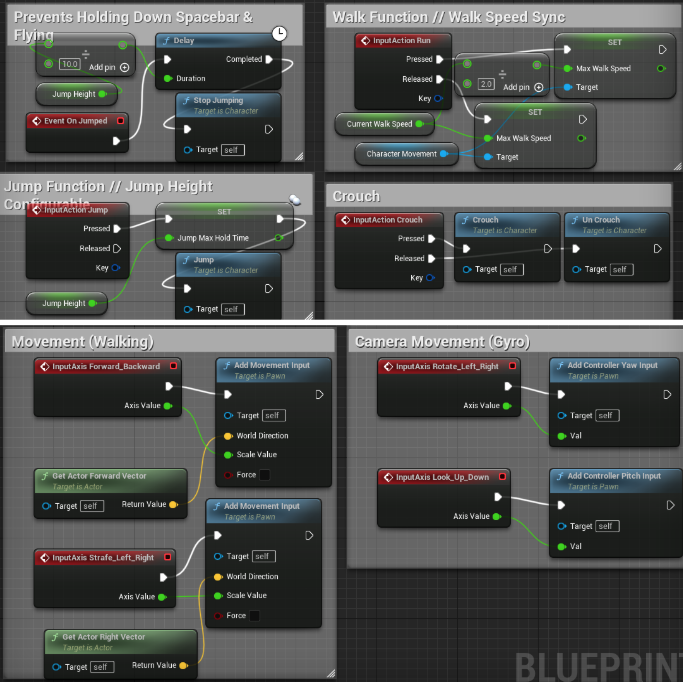 Prevents Holding Down Spacebar &
Flying
10.0
Add pin
Jump Height
Event On Jumped
Delay
Completed
Duration
Stop Jumping
Target is Character
Target self
Walk Function // Walk Speed Sync
InputAction Run
Pressed
Released
Key
2.0
Add pin
SET
Max Walk Speed
Target
SET
Max Walk Speed
Target
Current Walk Speed
Character Movement
Jump Function // Jump Height
Configurable
InputAction Jump
Pressed
Released
Key
Jump Height
SET
Jump Max Hold Time
Jump
Target is Character
Target self
Crouch
InputAction Crouch
Pressed
Released
Key
Crouch
Target is Character
Target self
Un Crouch
Target is Character
Target self
Movement (Walking)
InputAxis Forward_Backward
Axis Value
Add Movement Input
Target is Pawn
Target self
World Direction
Scale Value
Force
Get Actor Forward Vector
Target is Actor
Target self
Return Value
InputAxis Strafe_Left_Right
Axis Value
Add Movement Input
Target is Pawn
Target self
World Direction
Scale Value
Force
Get Actor Right Vector
Target is Actor
Target self
Return Value
Camera Movement (Gyro)
InputAxis Rotate_Left_Right
Axis Value
Add Controller Yaw Input
Target is Pawn
Target self
Val
InputAxis Look_Up_Down
Axis Value
Add Controller Pitch Input
Target is Pawn
Target self
Val
BLUEPRINT